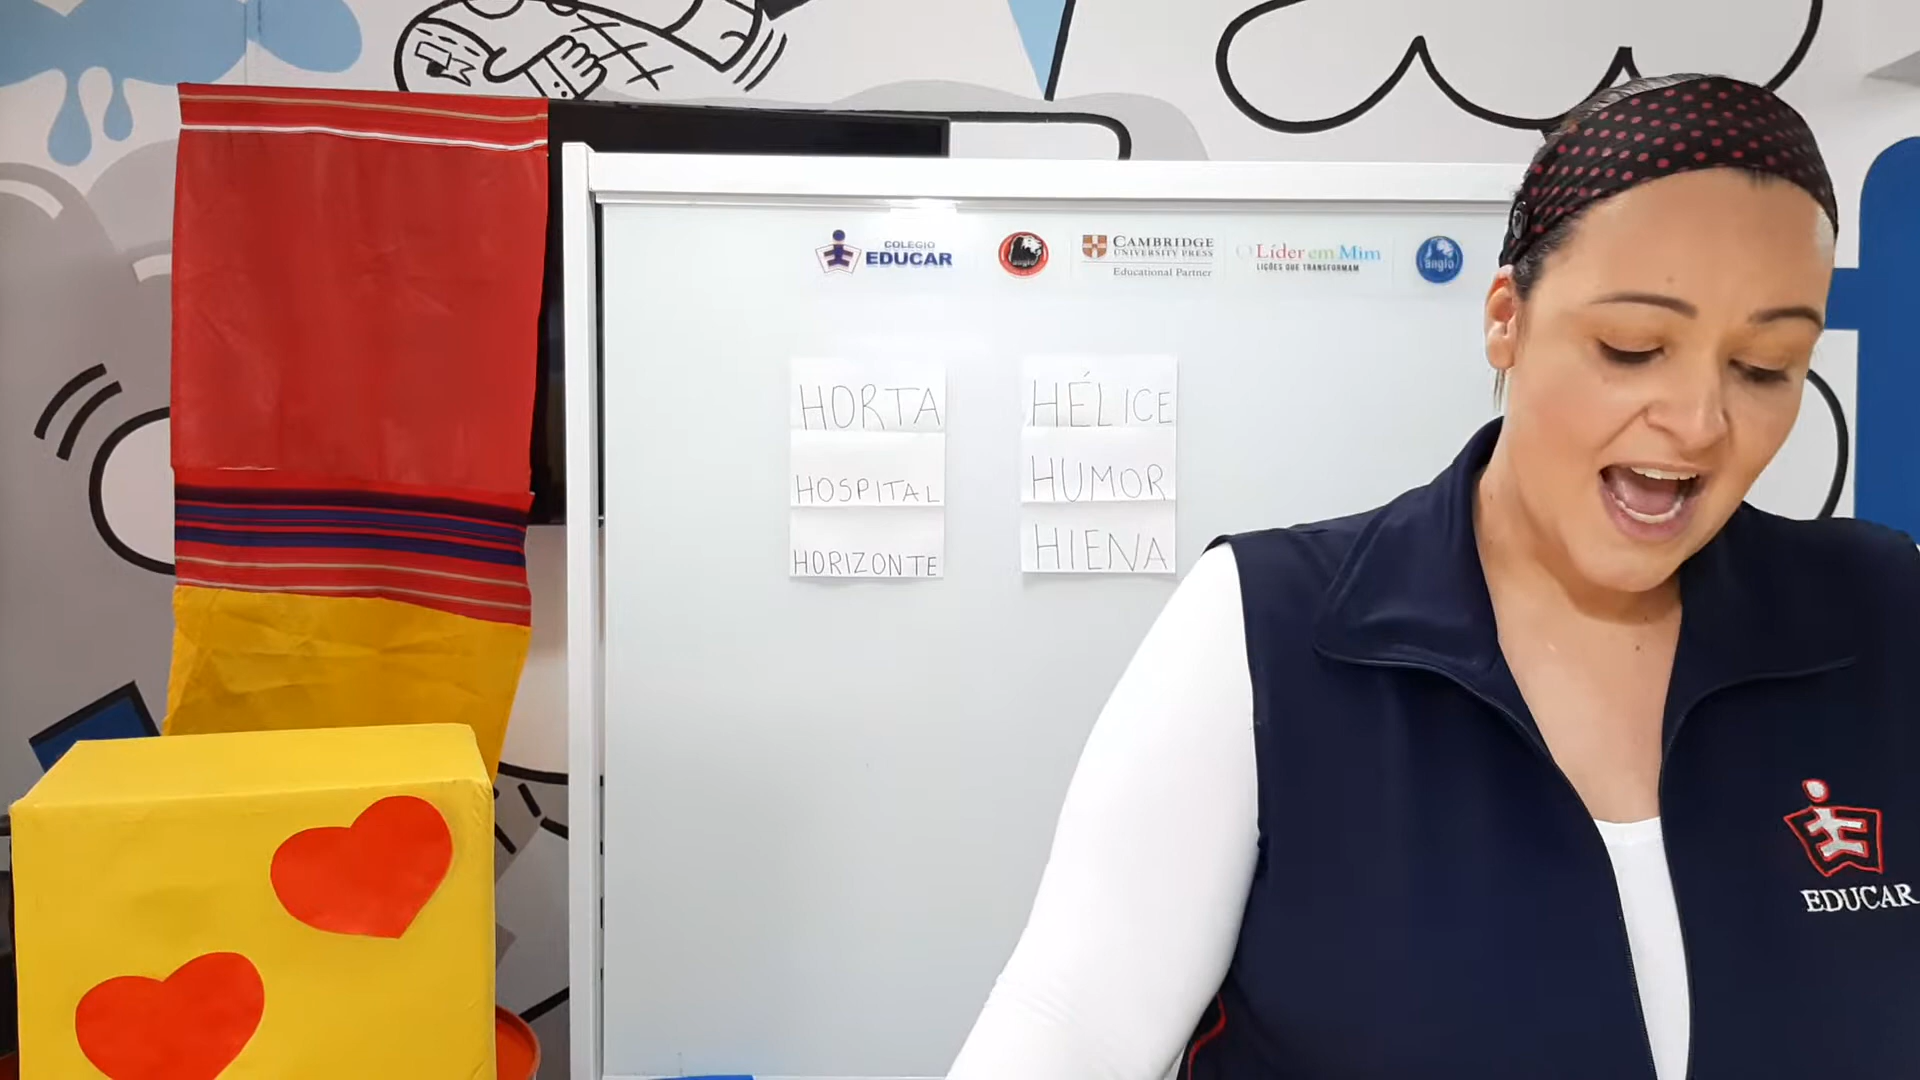 COLEGIO
EDUCAR
anglo
CAMBRIDGE
UNIVERSITY PRESS
Educational Partner
O Líder em Mim
LIÇÕES QUE TRANSFORMAM
anglo
HORTA
HOSPITAL
HORIZONTE
HÉLICE
HUMOR
HIENA
EDUCAR